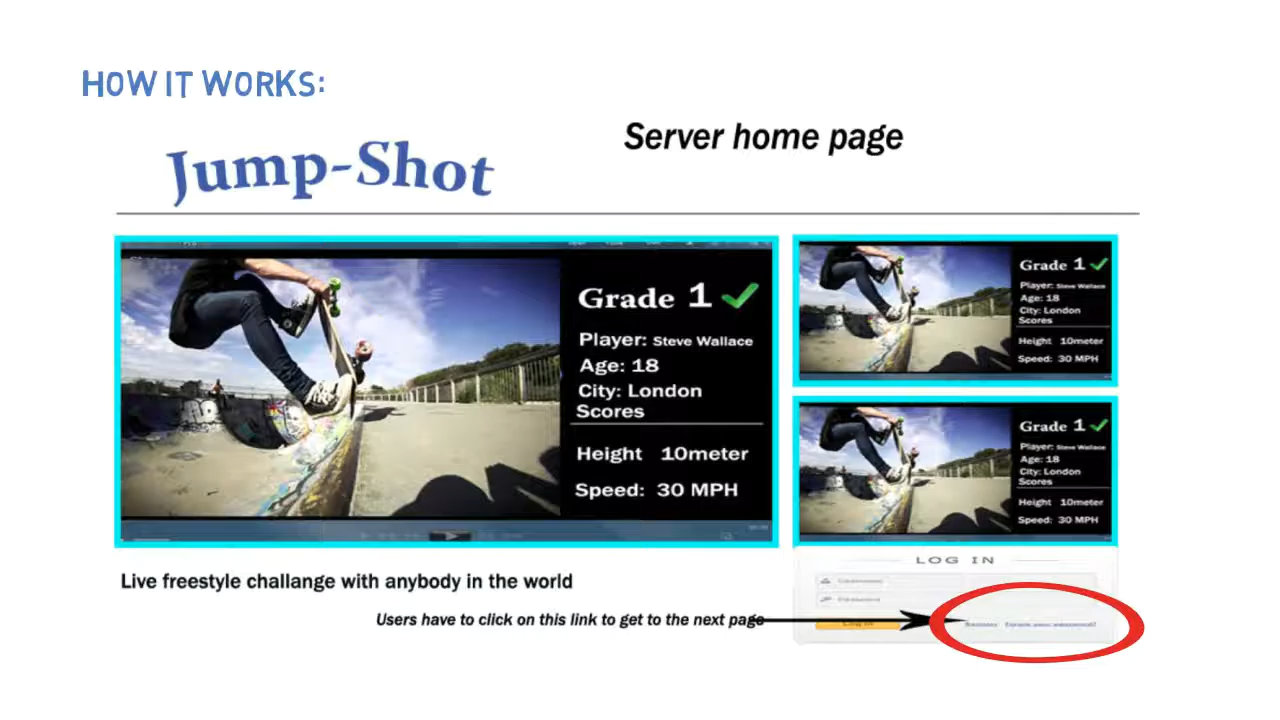 HOW IT WORKS:
Server home page
Jump-Shot
Grade 1
Player: Steve Wallace
Age: 18
City: London
Scores
Height 10meter
Speed: 30 MPH
Grade 1
Player: Steve Wallace
Age: 18
City: London
Scores
Height 10meter
Speed: 30 MPH
Grade 1
Player: Steve Wallace
Age: 18
City: London
Scores
Height 10meter
Speed: 30 MPH
LOG IN
Log in
Live freestyle challange with anybody in the world
Users have to click on this link to get to the next page